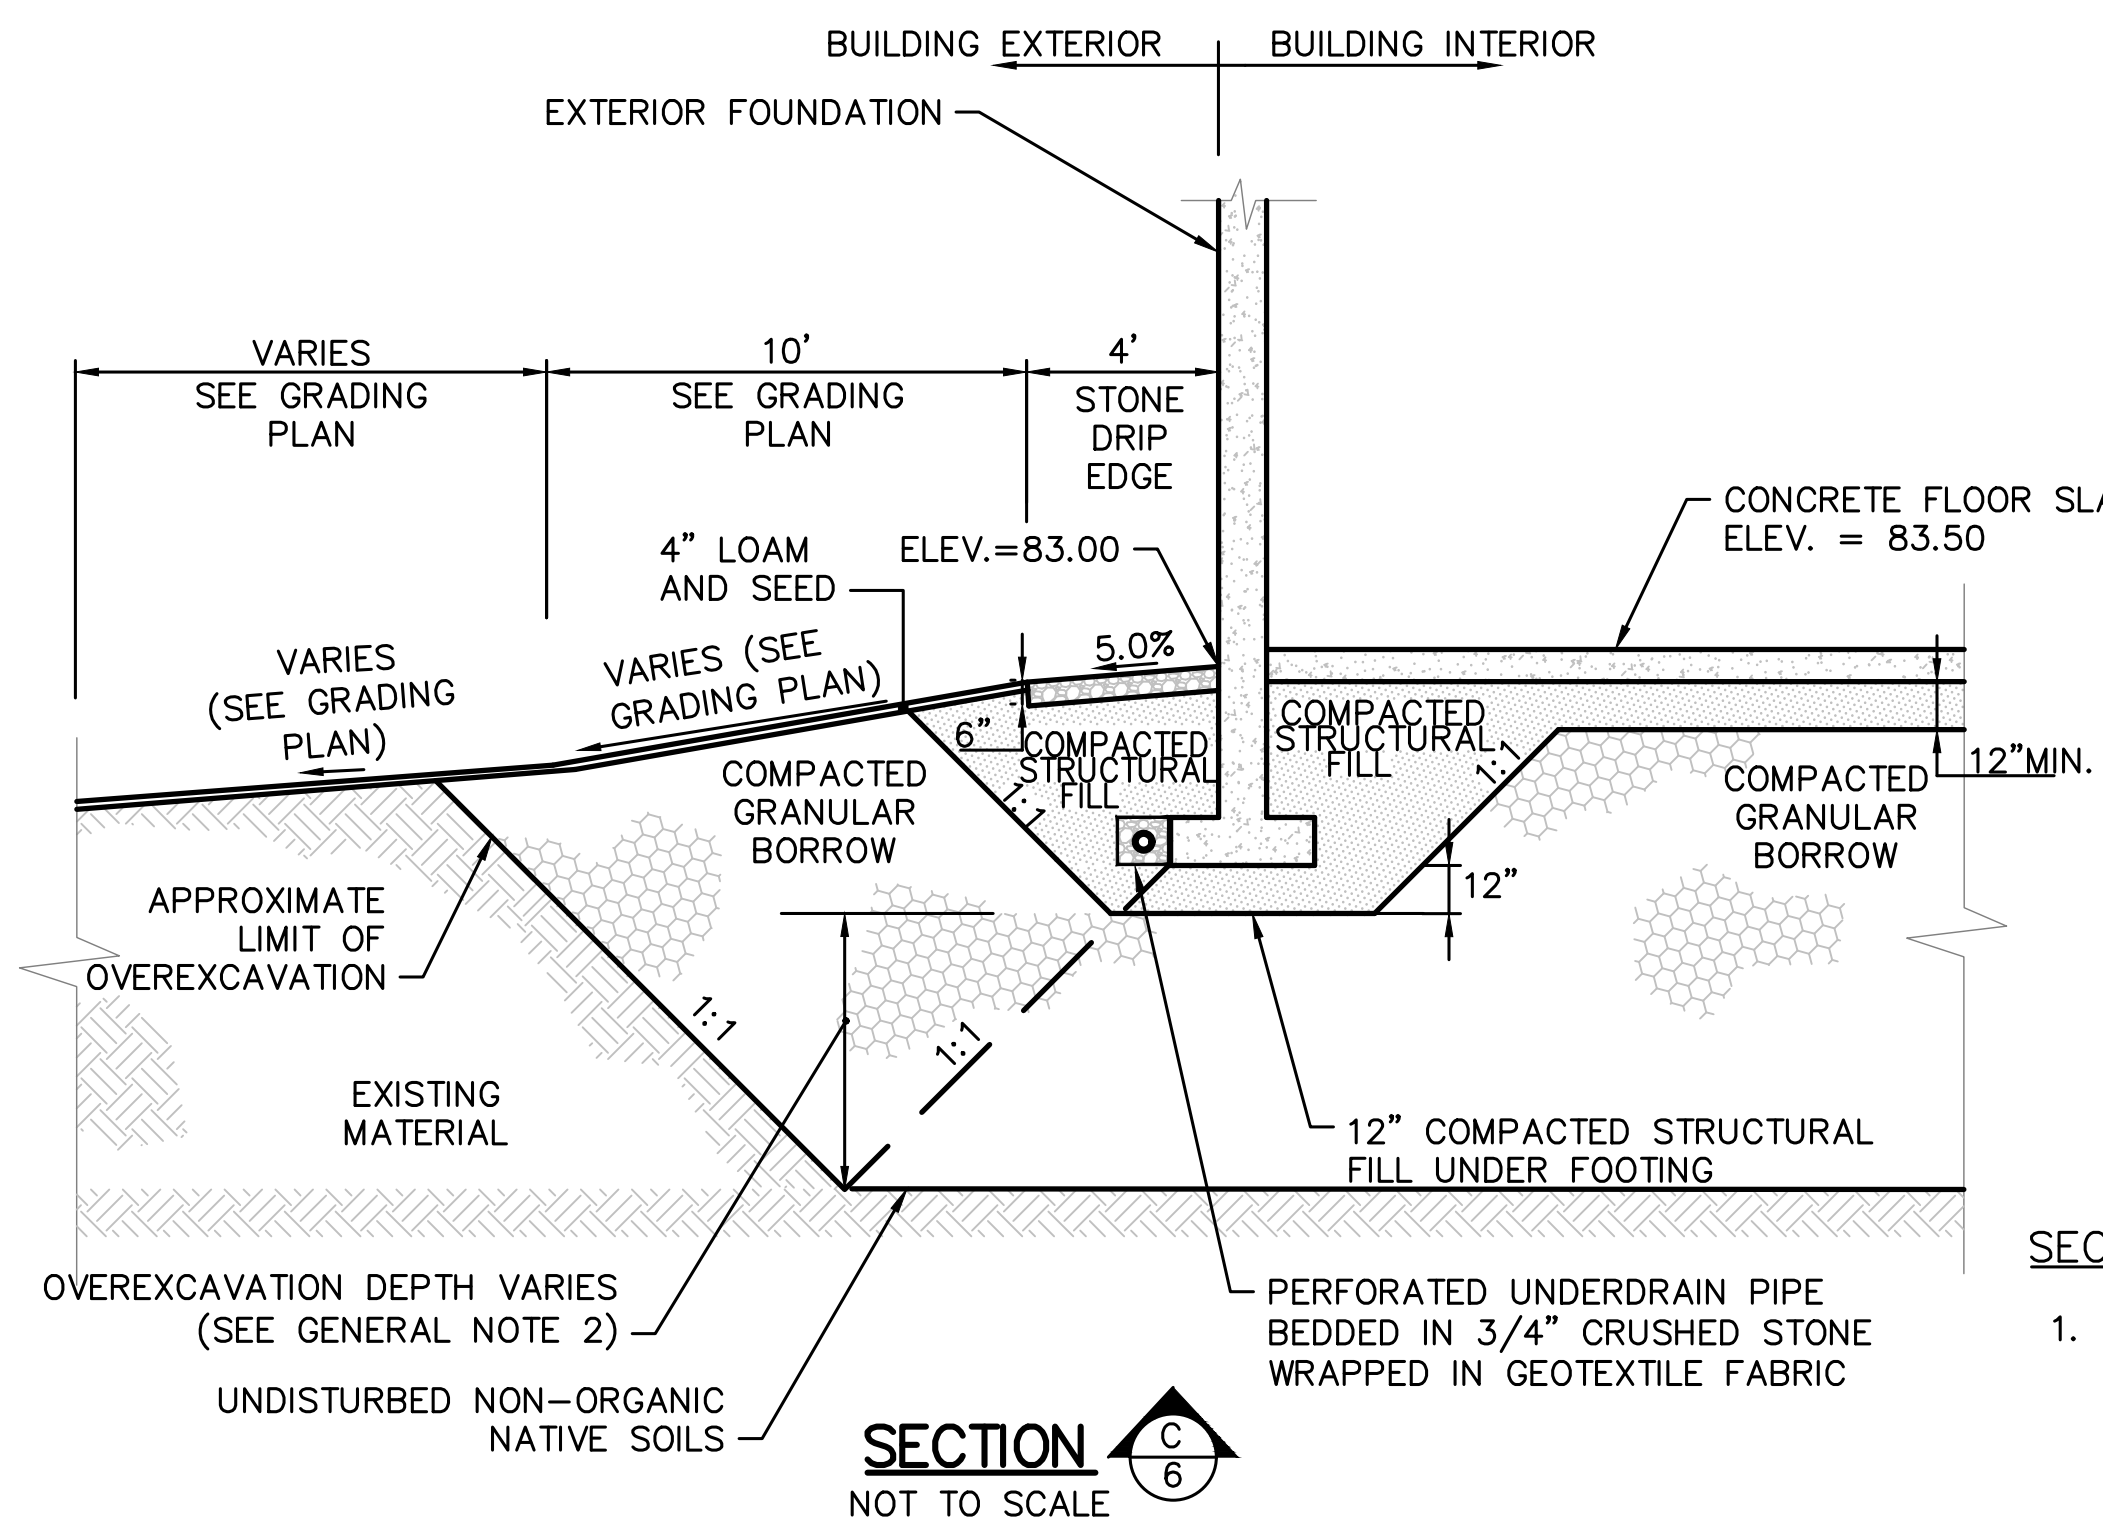 BUILDING EXTERIOR
BUILDING INTERIOR
EXTERIOR FOUNDATION
VARIES
SEE GRADING
PLAN
10'
SEE GRADING
PLAN
4'
STONE
DRIP
EDGE
CONCRETE FLOOR SLA
ELEV. = 83.50
4" LOAM
AND SEED
ELEV.=83.00
VARIES
(SEE GRADING
PLAN)
VARIES (SEE
GRADING PLAN)
5.0%
6"
COMPACTED
STRUCTURAL
FILL
COMPACTED
STRUCTURAL
FILL
1:1
1:1
12"MIN.
COMPACTED
GRANULAR
BORROW
COMPACTED
GRANULAR
BORROW
12"
APPROXIMATE
LIMIT OF
OVEREXCAVATION
1:1
1:1
EXISTING
MATERIAL
12" COMPACTED STRUCTURAL
FILL UNDER FOOTING
OVEREXCAVATION DEPTH VARIES
(SEE GENERAL NOTE 2)
PERFORATED UNDERDRAIN PIPE
BEDDED IN 3/4" CRUSHED STONE
WRAPPED IN GEOTEXTILE FABRIC
UNDISTURBED NON-ORGANIC
NATIVE SOILS
SEC
1.
SECTION
C
6
NOT TO SCALE